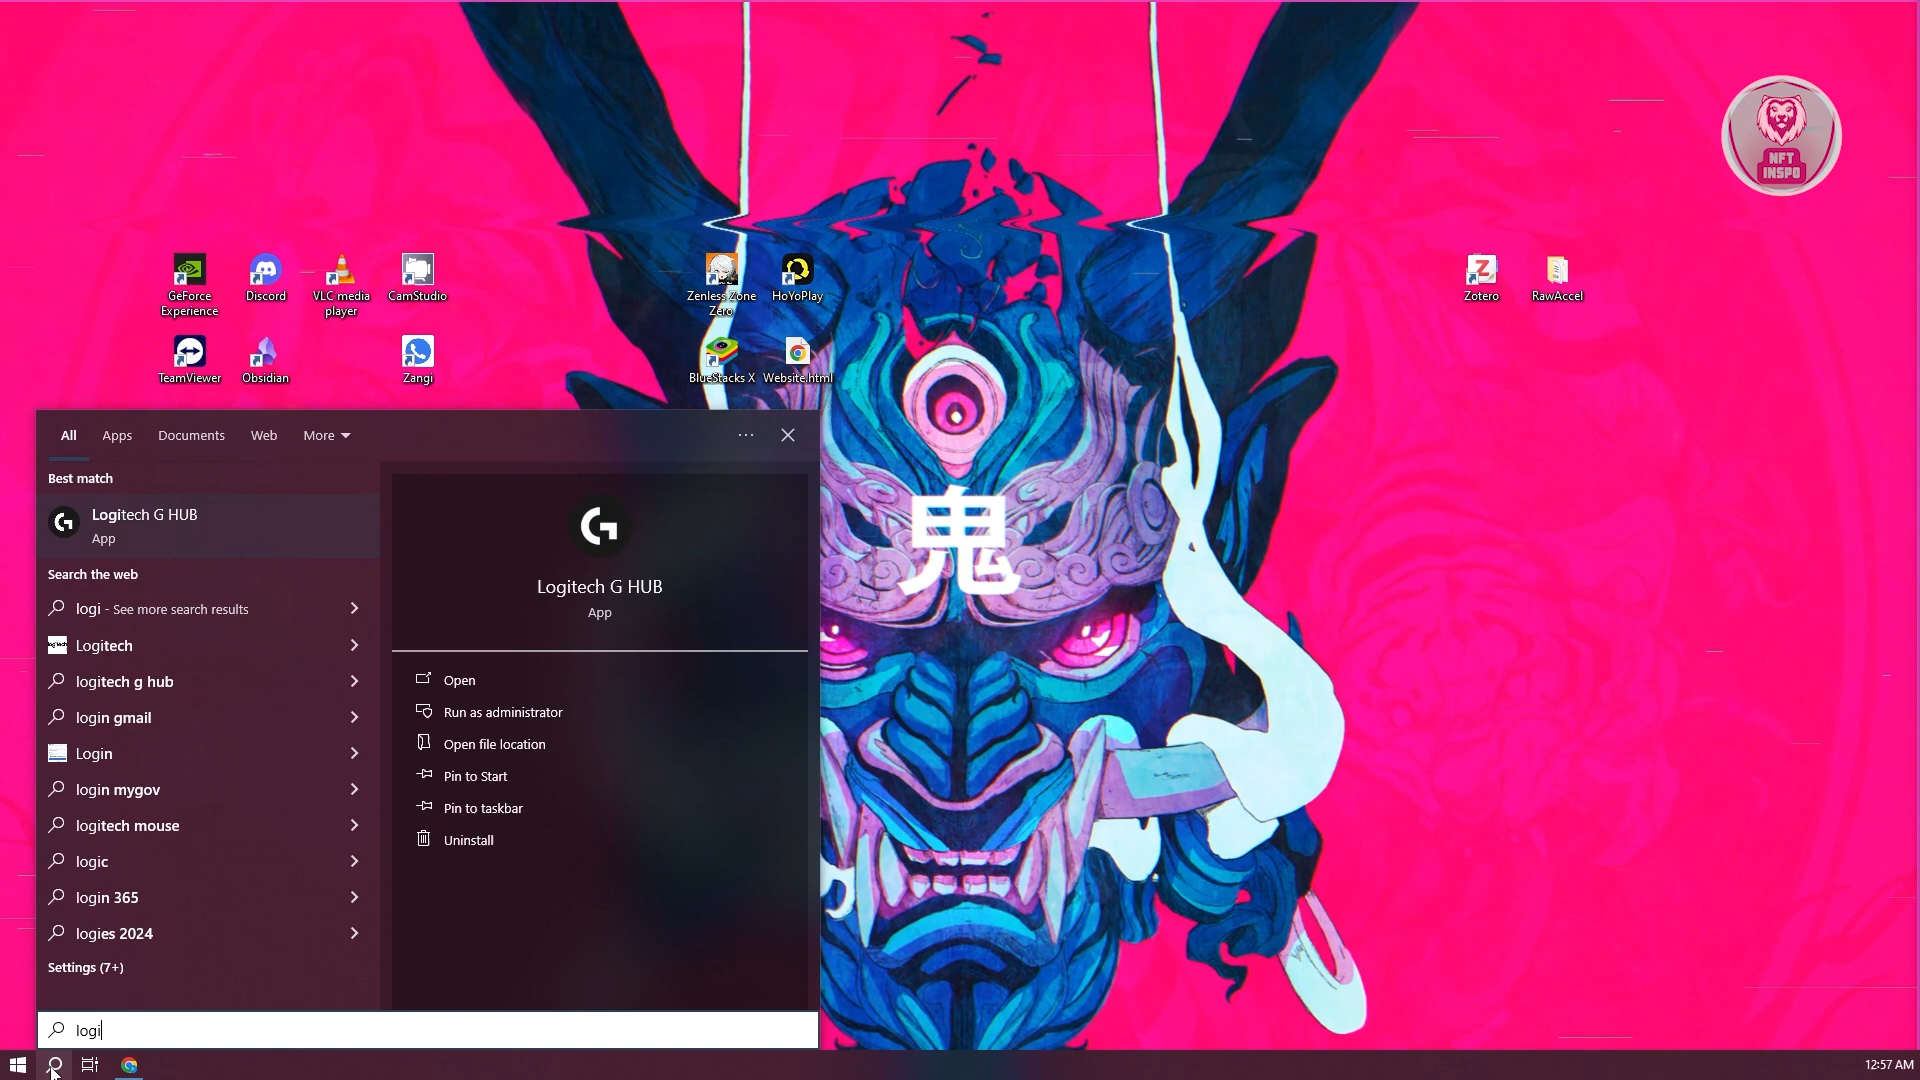 NFT
INSPO
GeForce
Experience
Discord
VLC media
player
CamStudio
Zenless Zone
Zero
HoYoPlay
Zotero
RawAccel
TeamViewer
Obsidian
Zangi
BlueStacks X
Website.html
All
Apps
Documents
Web
More
Best match
Logitech G HUB
App
Search the web
logi - See more search results
Logitech
logitech g hub
login gmail
Login
login mygov
logitech mouse
logic
login 365
logies 2024
Settings (7+)
Logitech G HUB
App
Open
Run as administrator
Open file location
Pin to Start
Pin to taskbar
Uninstall
鬼
logi
12:57 AM